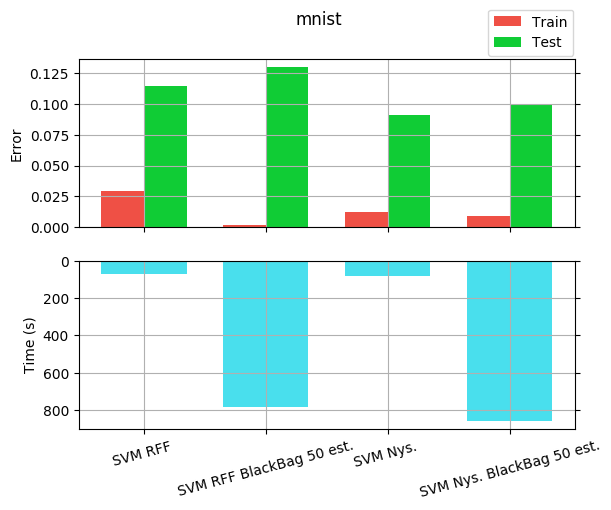 mnist
Train
Test
0.125
0.100
0.075
0.050
0.025
0.000
Error
0
200
400
600
800
Time (s)
SVM RFF
SVM RFF BlackBag 50 est.
SVM Nys.
SVM Nys. BlackBag 50 est.